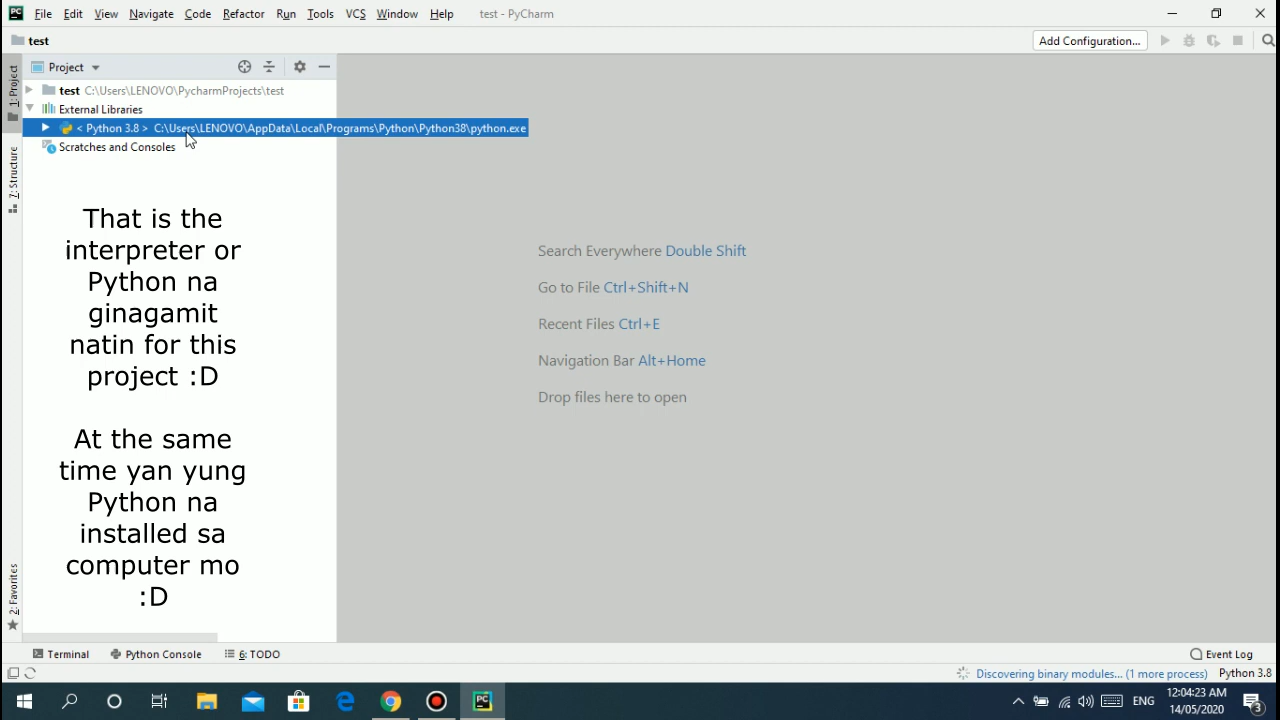 PC File Edit View Navigate Code Refactor Run Tools VCS Window Help test - PyCharm
test
Add Configuration...
1: Project
Project
test C:\Users\LENOVO\PycharmProjects\test
External Libraries
< Python 3.8 > C:\Users\LENOVO\AppData\Local\Programs\Python\Python38\python.exe
Scratches and Consoles
7: Structure
That is the
interpreter or
Python na
ginagamit
natin for this
project :D
At the same
time yan yung
Python na
installed sa
computer mo
:D
Search Everywhere Double Shift
Go to File Ctrl+Shift+N
Recent Files Ctrl+E
Navigation Bar Alt+Home
Drop files here to open
2: Favorites
Terminal Python Console 6: TODO Event Log
Discovering binary modules... (1 more process) Python 3.8
PC
ENG
12:04:23 AM
14/05/2020
3